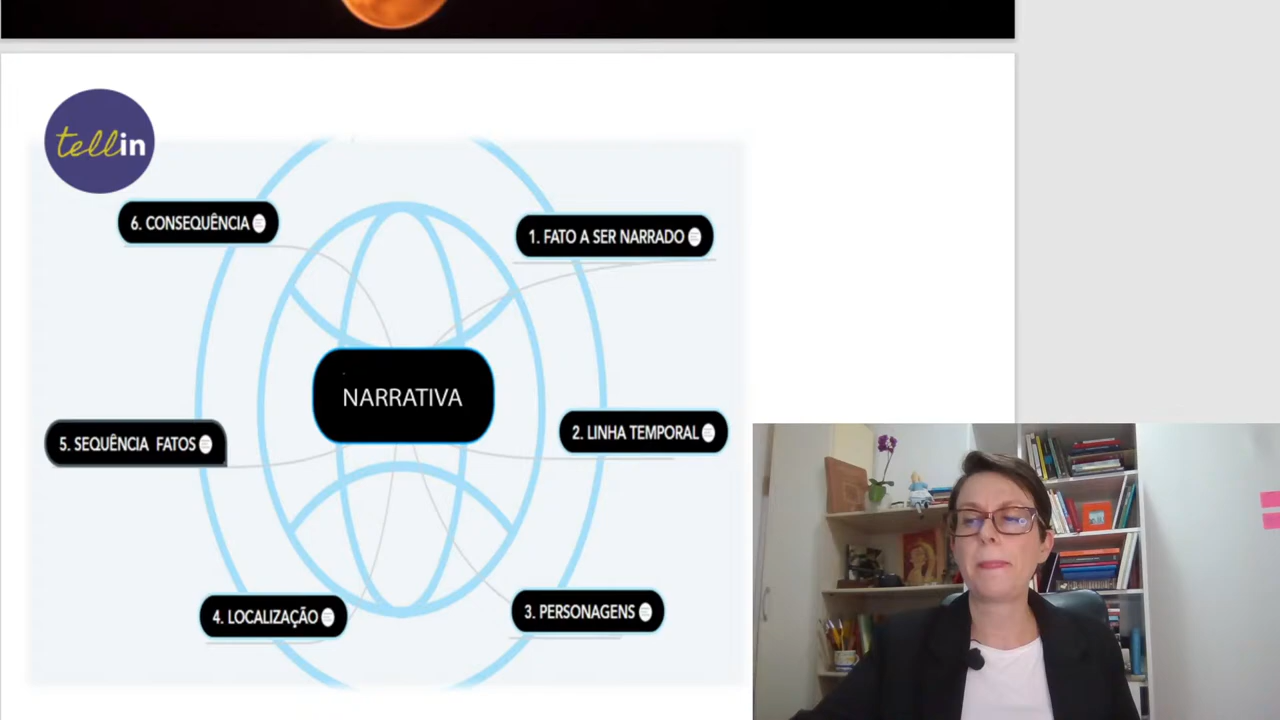 tellin
6. CONSEQUÊNCIA
1. FATO A SER NARRADO
NARRATIVA
5. SEQUÊNCIA FATOS
2. LINHA TEMPORAL
4. LOCALIZAÇÃO
3. PERSONAGENS